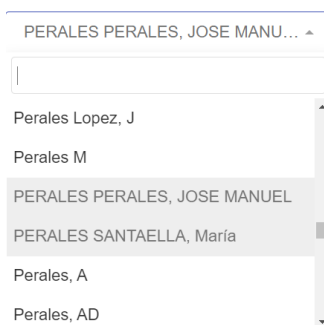 PERALES PERALES, JOSE MANU...
Perales Lopez, J
Perales M
PERALES PERALES, JOSE MANUEL
PERALES SANTAELLA, María
Perales, A
Perales, AD